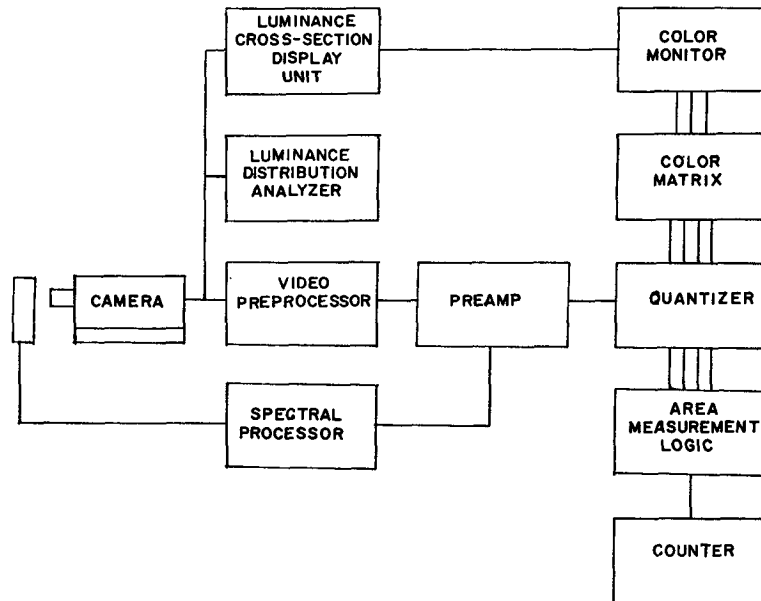 LUMINANCE
CROSS-SECTION
DISPLAY
UNIT
COLOR
MONITOR
LUMINANCE
DISTRIBUTION
ANALYZER
COLOR
MATRIX
CAMERA
VIDEO
PREPROCESSOR
PREAMP
QUANTIZER
SPECTRAL
PROCESSOR
AREA
MEASUREMENT
LOGIC
COUNTER